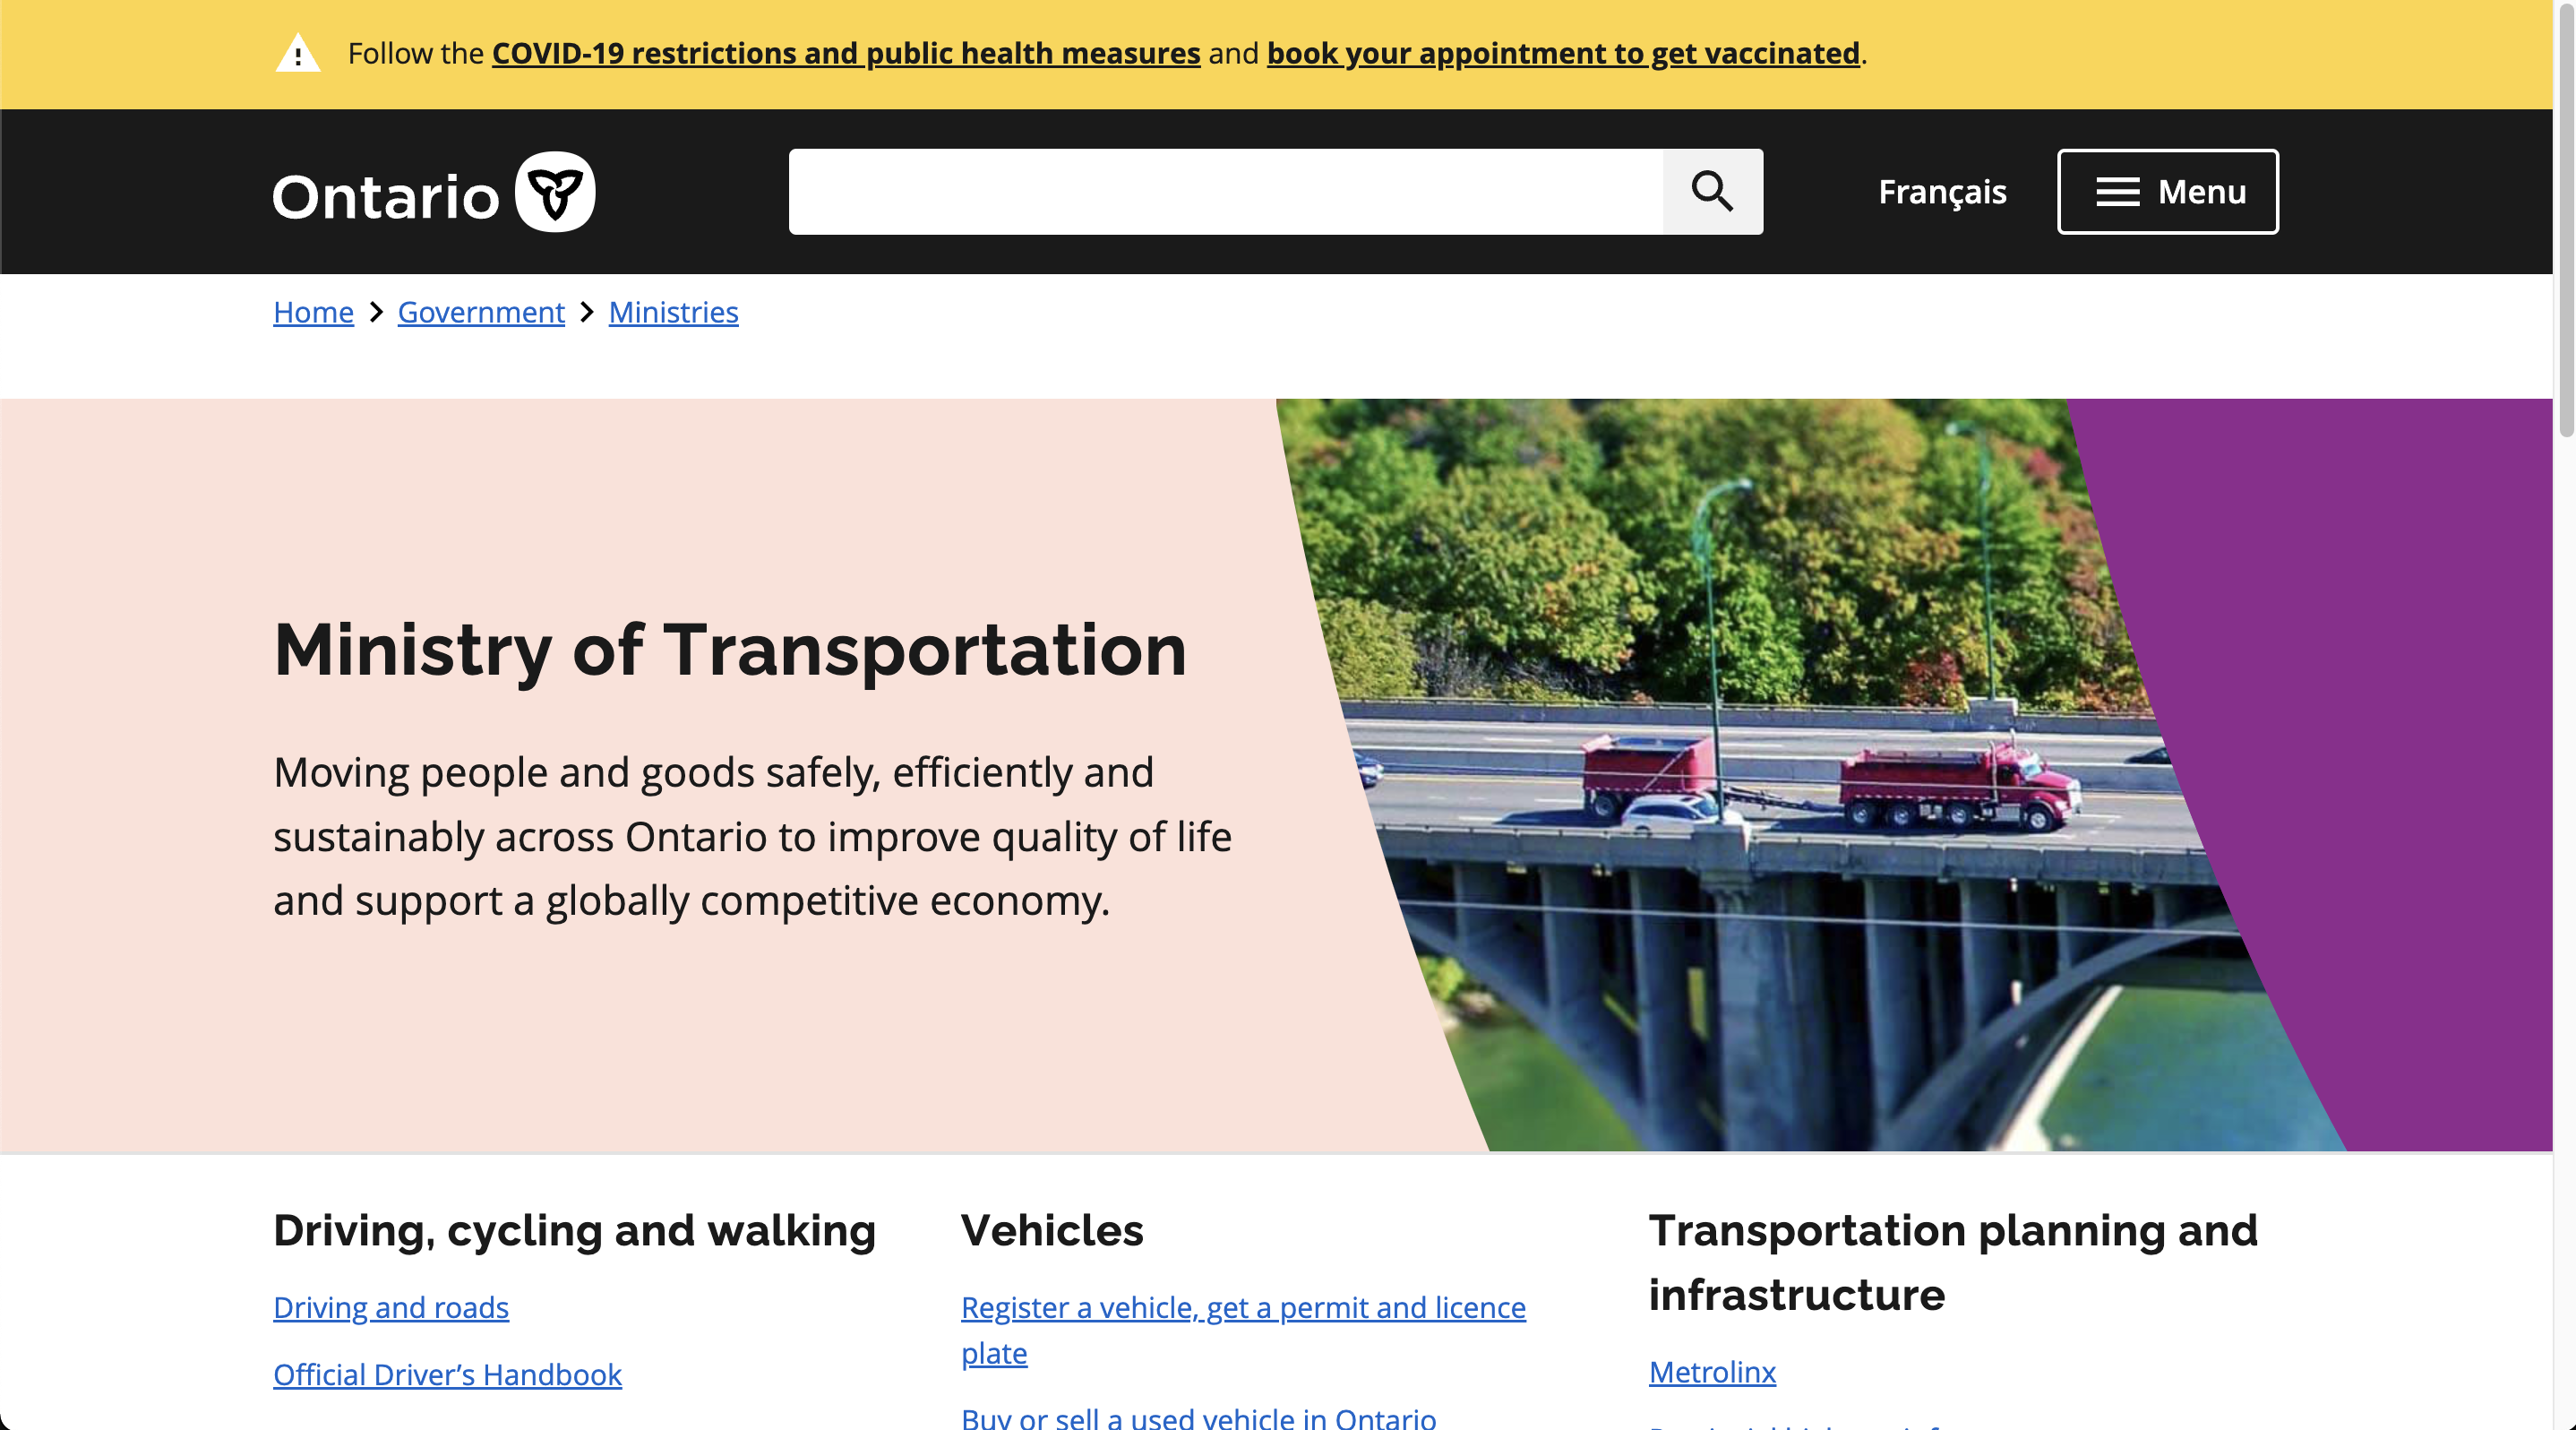 Follow the COVID-19 restrictions and public health measures and book your appointment to get vaccinated.
Ontario
Français
Menu
Home > Government > Ministries
Ministry of Transportation
Moving people and goods safely, efficiently and
sustainably across Ontario to improve quality of life
and support a globally competitive economy.
Driving, cycling and walking
Driving and roads
Official Driver’s Handbook
Vehicles
Register a vehicle, get a permit and licence
plate
Buy or sell a used vehicle in Ontario
Transportation planning and
infrastructure
Metrolinx